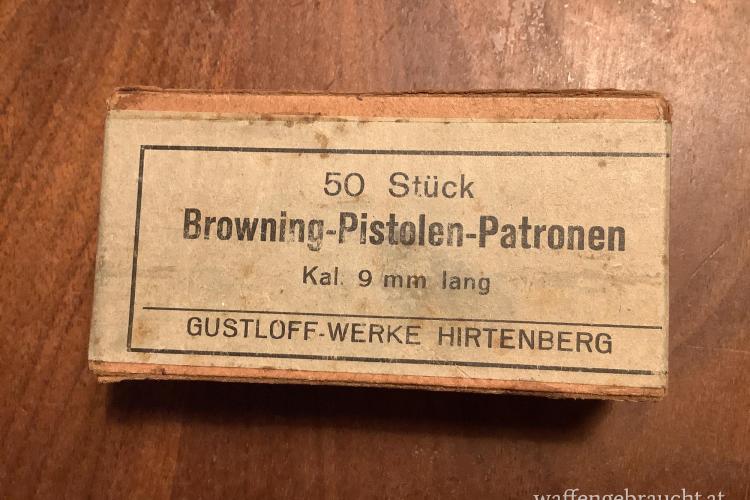 50 Stück
Browning-Pistolen-Patronen
Kal. 9 mm lang
GUSTLOFF-WERKE HIRTENBERG
waffengebraucht.at